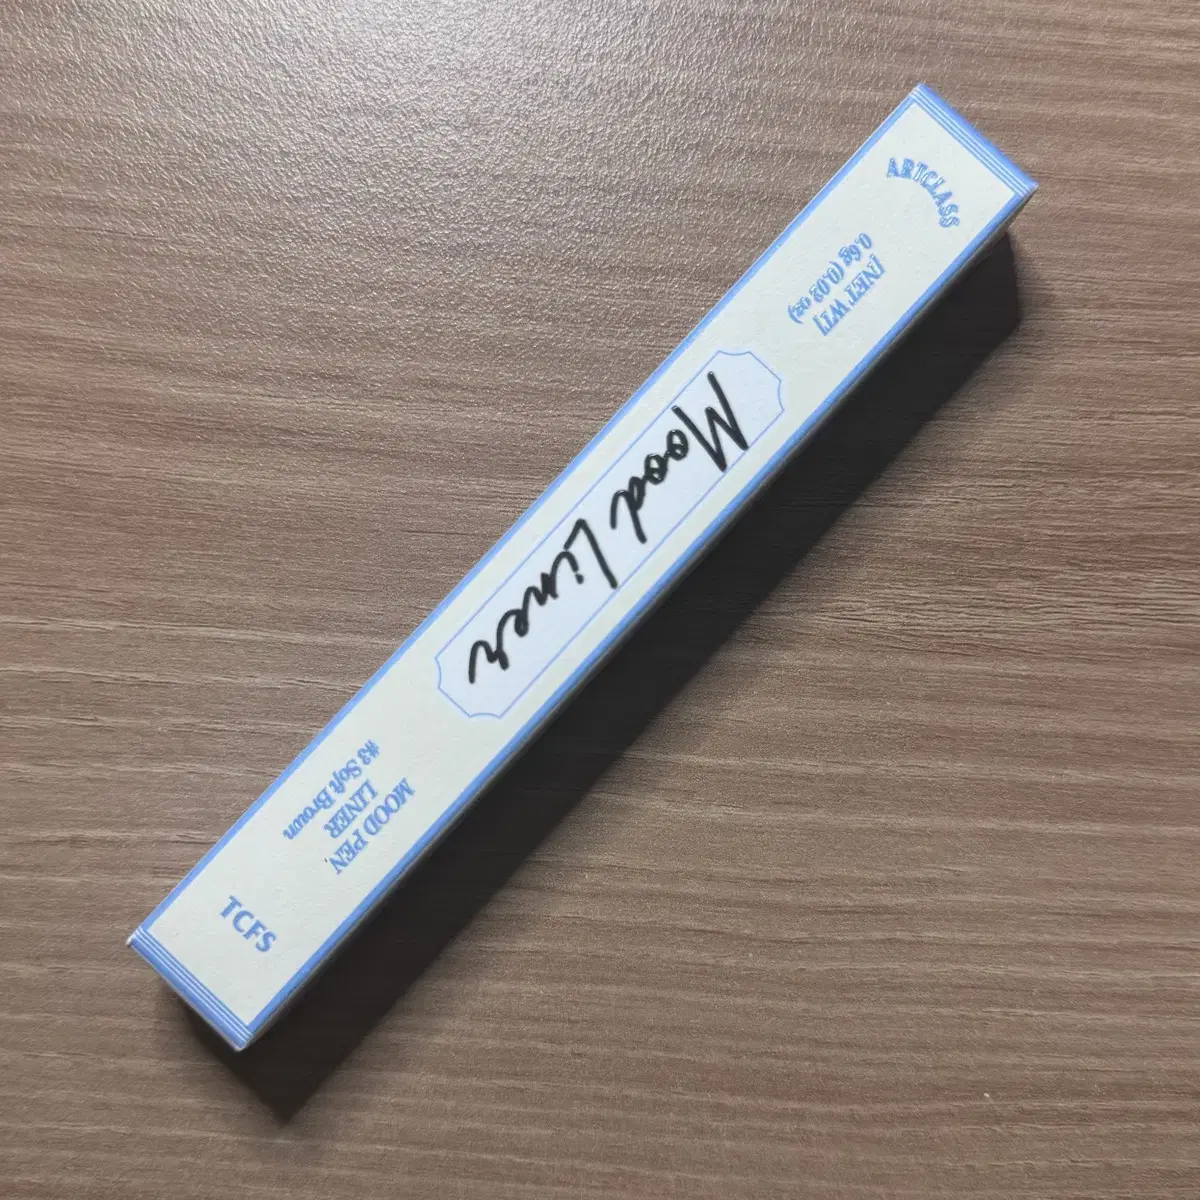 ARTCLASS
[NET WT]
0.6g (0.02 oz)
Mood Liner
MOOD PEN
LINER
#3 Soft Brown
TCFS